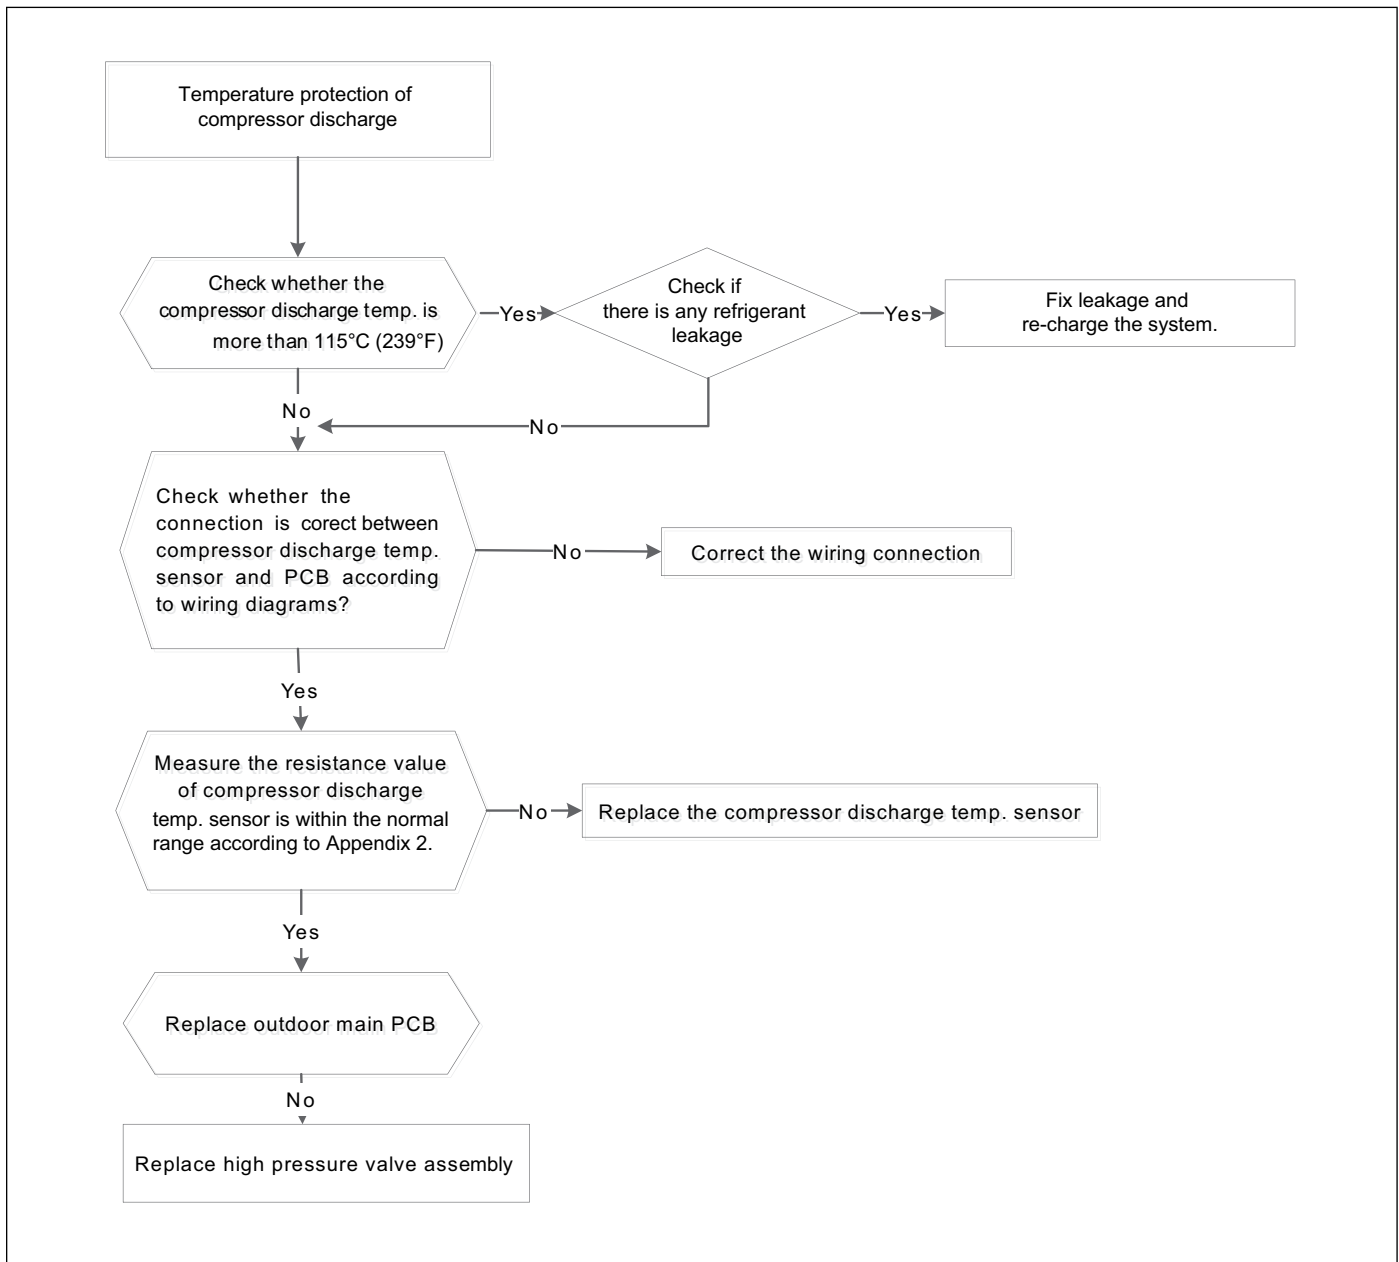 Temperature protection of
compressor discharge
Check whether the
compressor discharge temp. is
more than 115°C (239°F)
Yes
Check if
there is any refrigerant
leakage
Yes
Fix leakage and
re-charge the system.
No
No
Check whether the
connection is corect between
compressor discharge temp.
sensor and PCB according
to wiring diagrams?
No
Correct the wiring connection
Yes
Measure the resistance value
of compressor discharge
temp. sensor is within the normal
range according to Appendix 2.
No
Replace the compressor discharge temp. sensor
Yes
Replace outdoor main PCB
No
Replace high pressure valve assembly